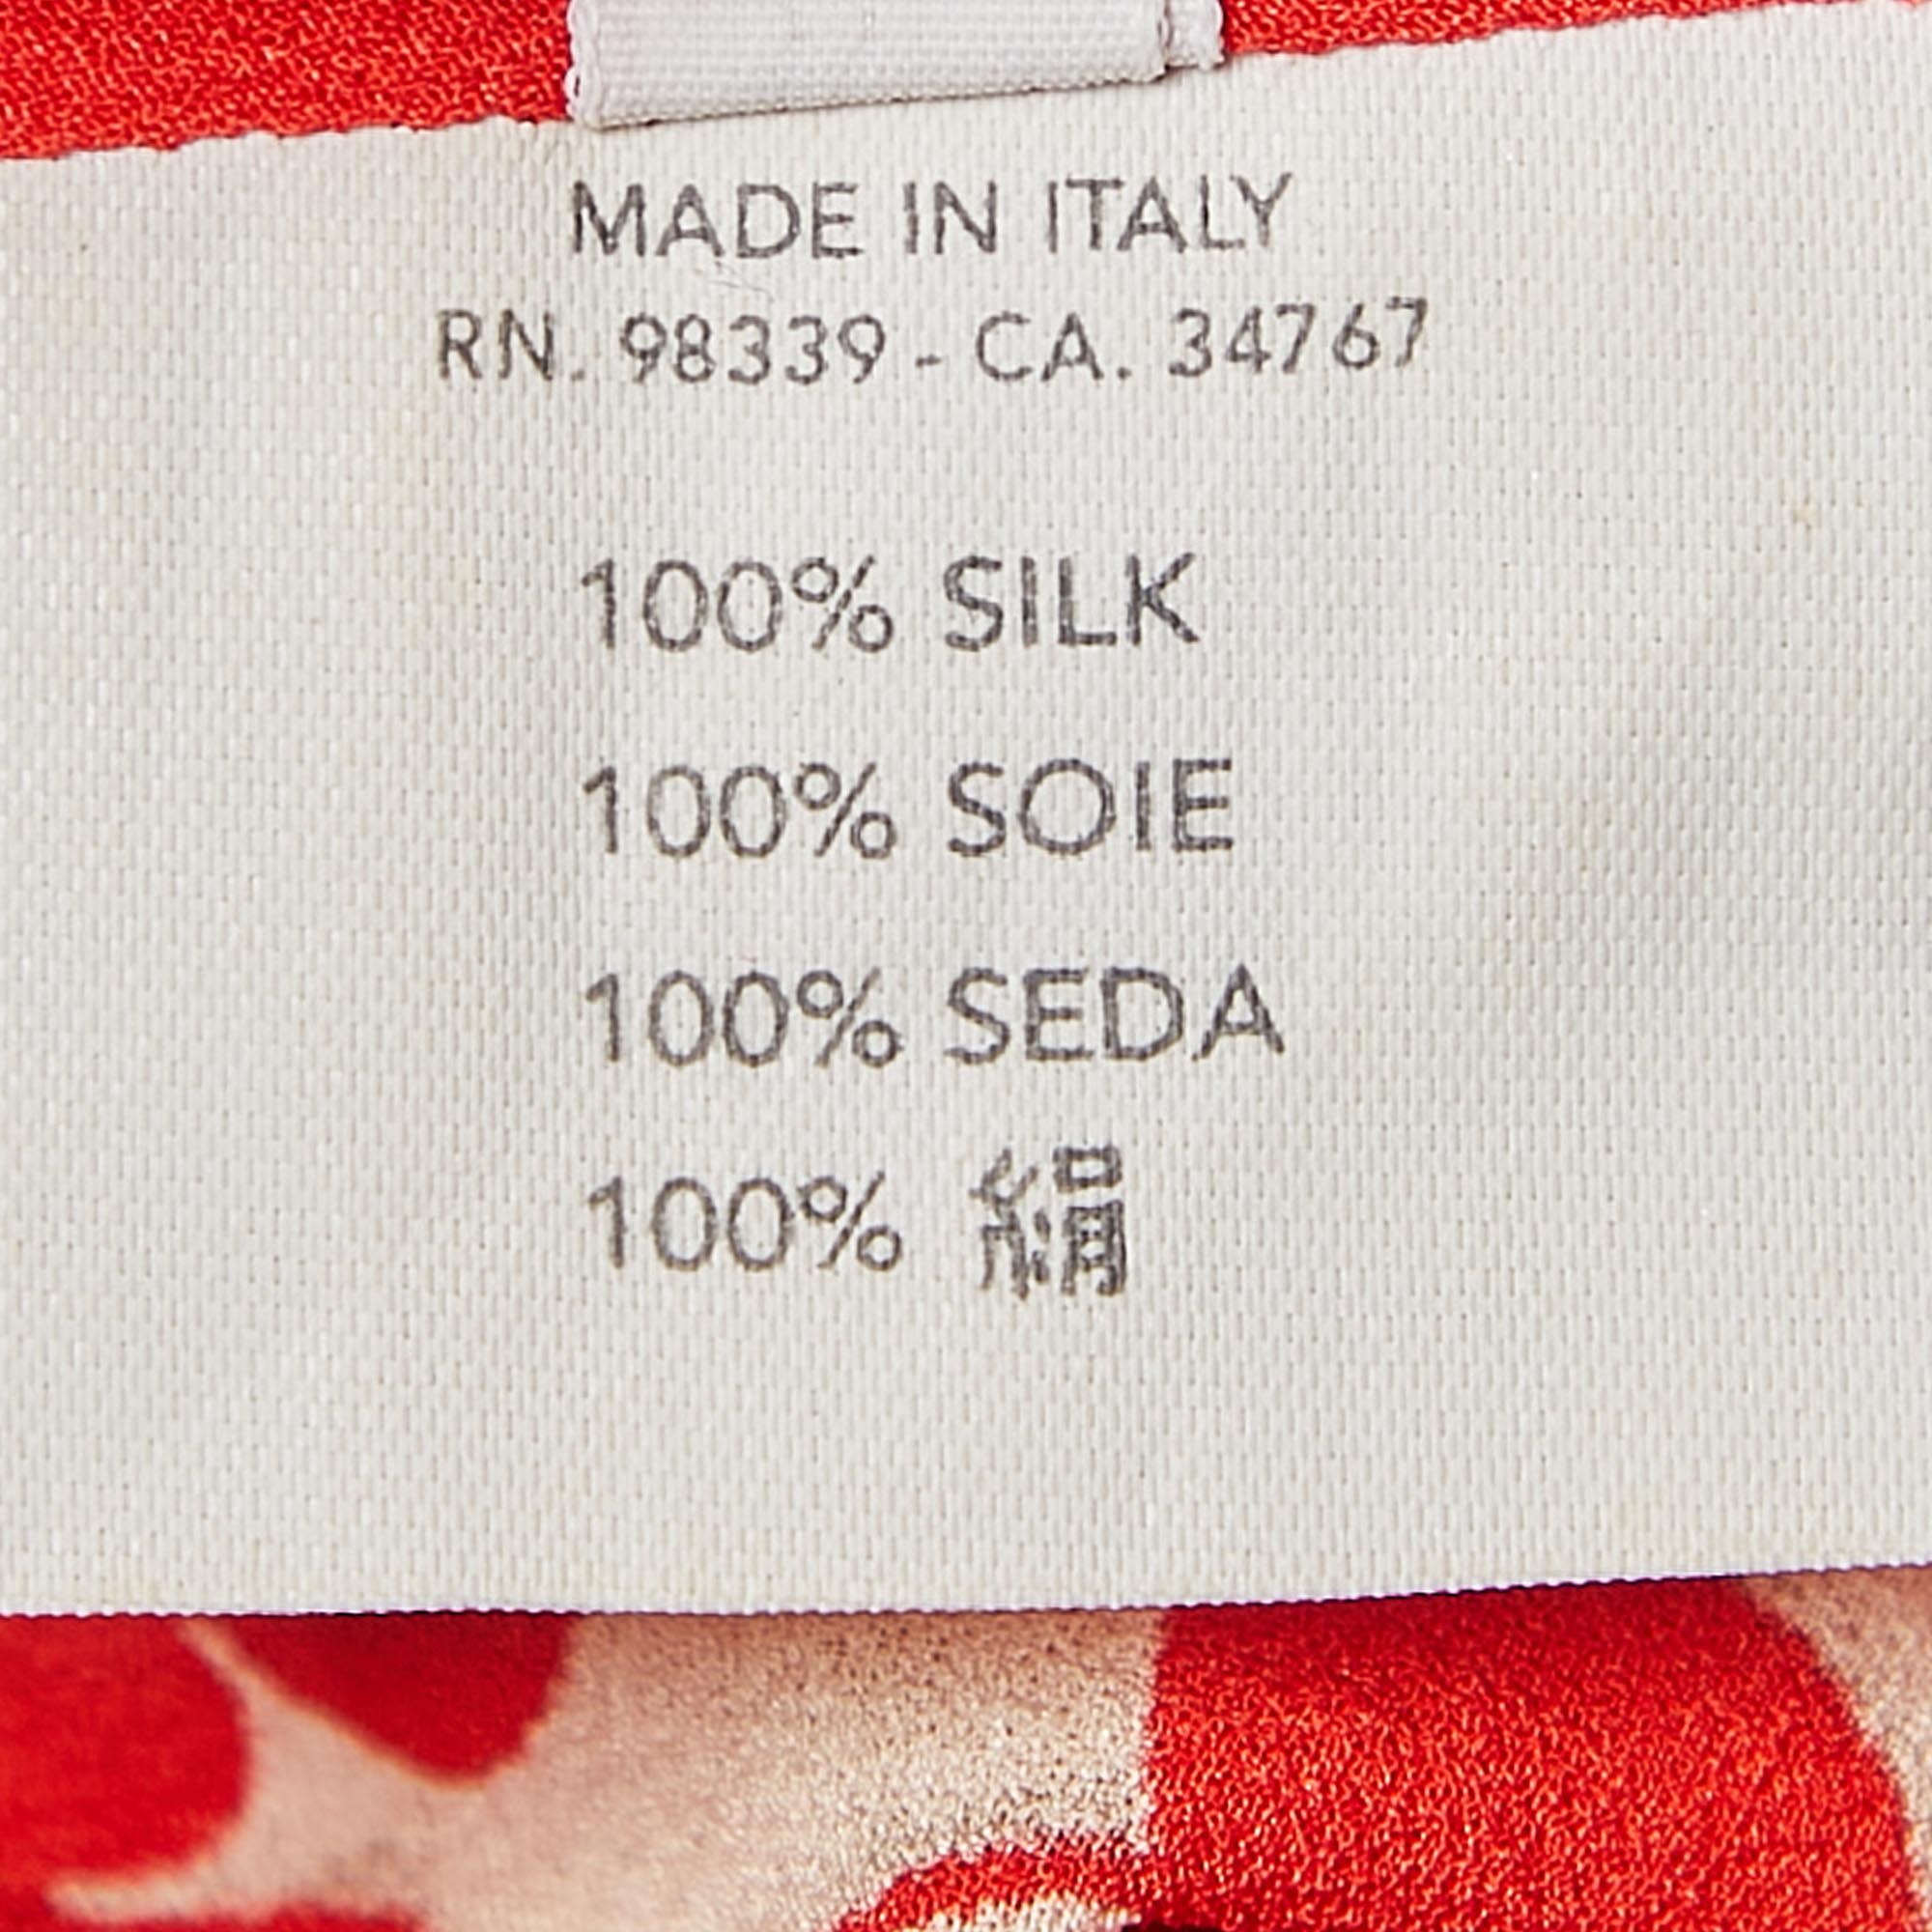 MADE IN ITALY
RN. 98339 - CA. 34767
100% SILK
100% SOIE
100% SEDA
100% 絹